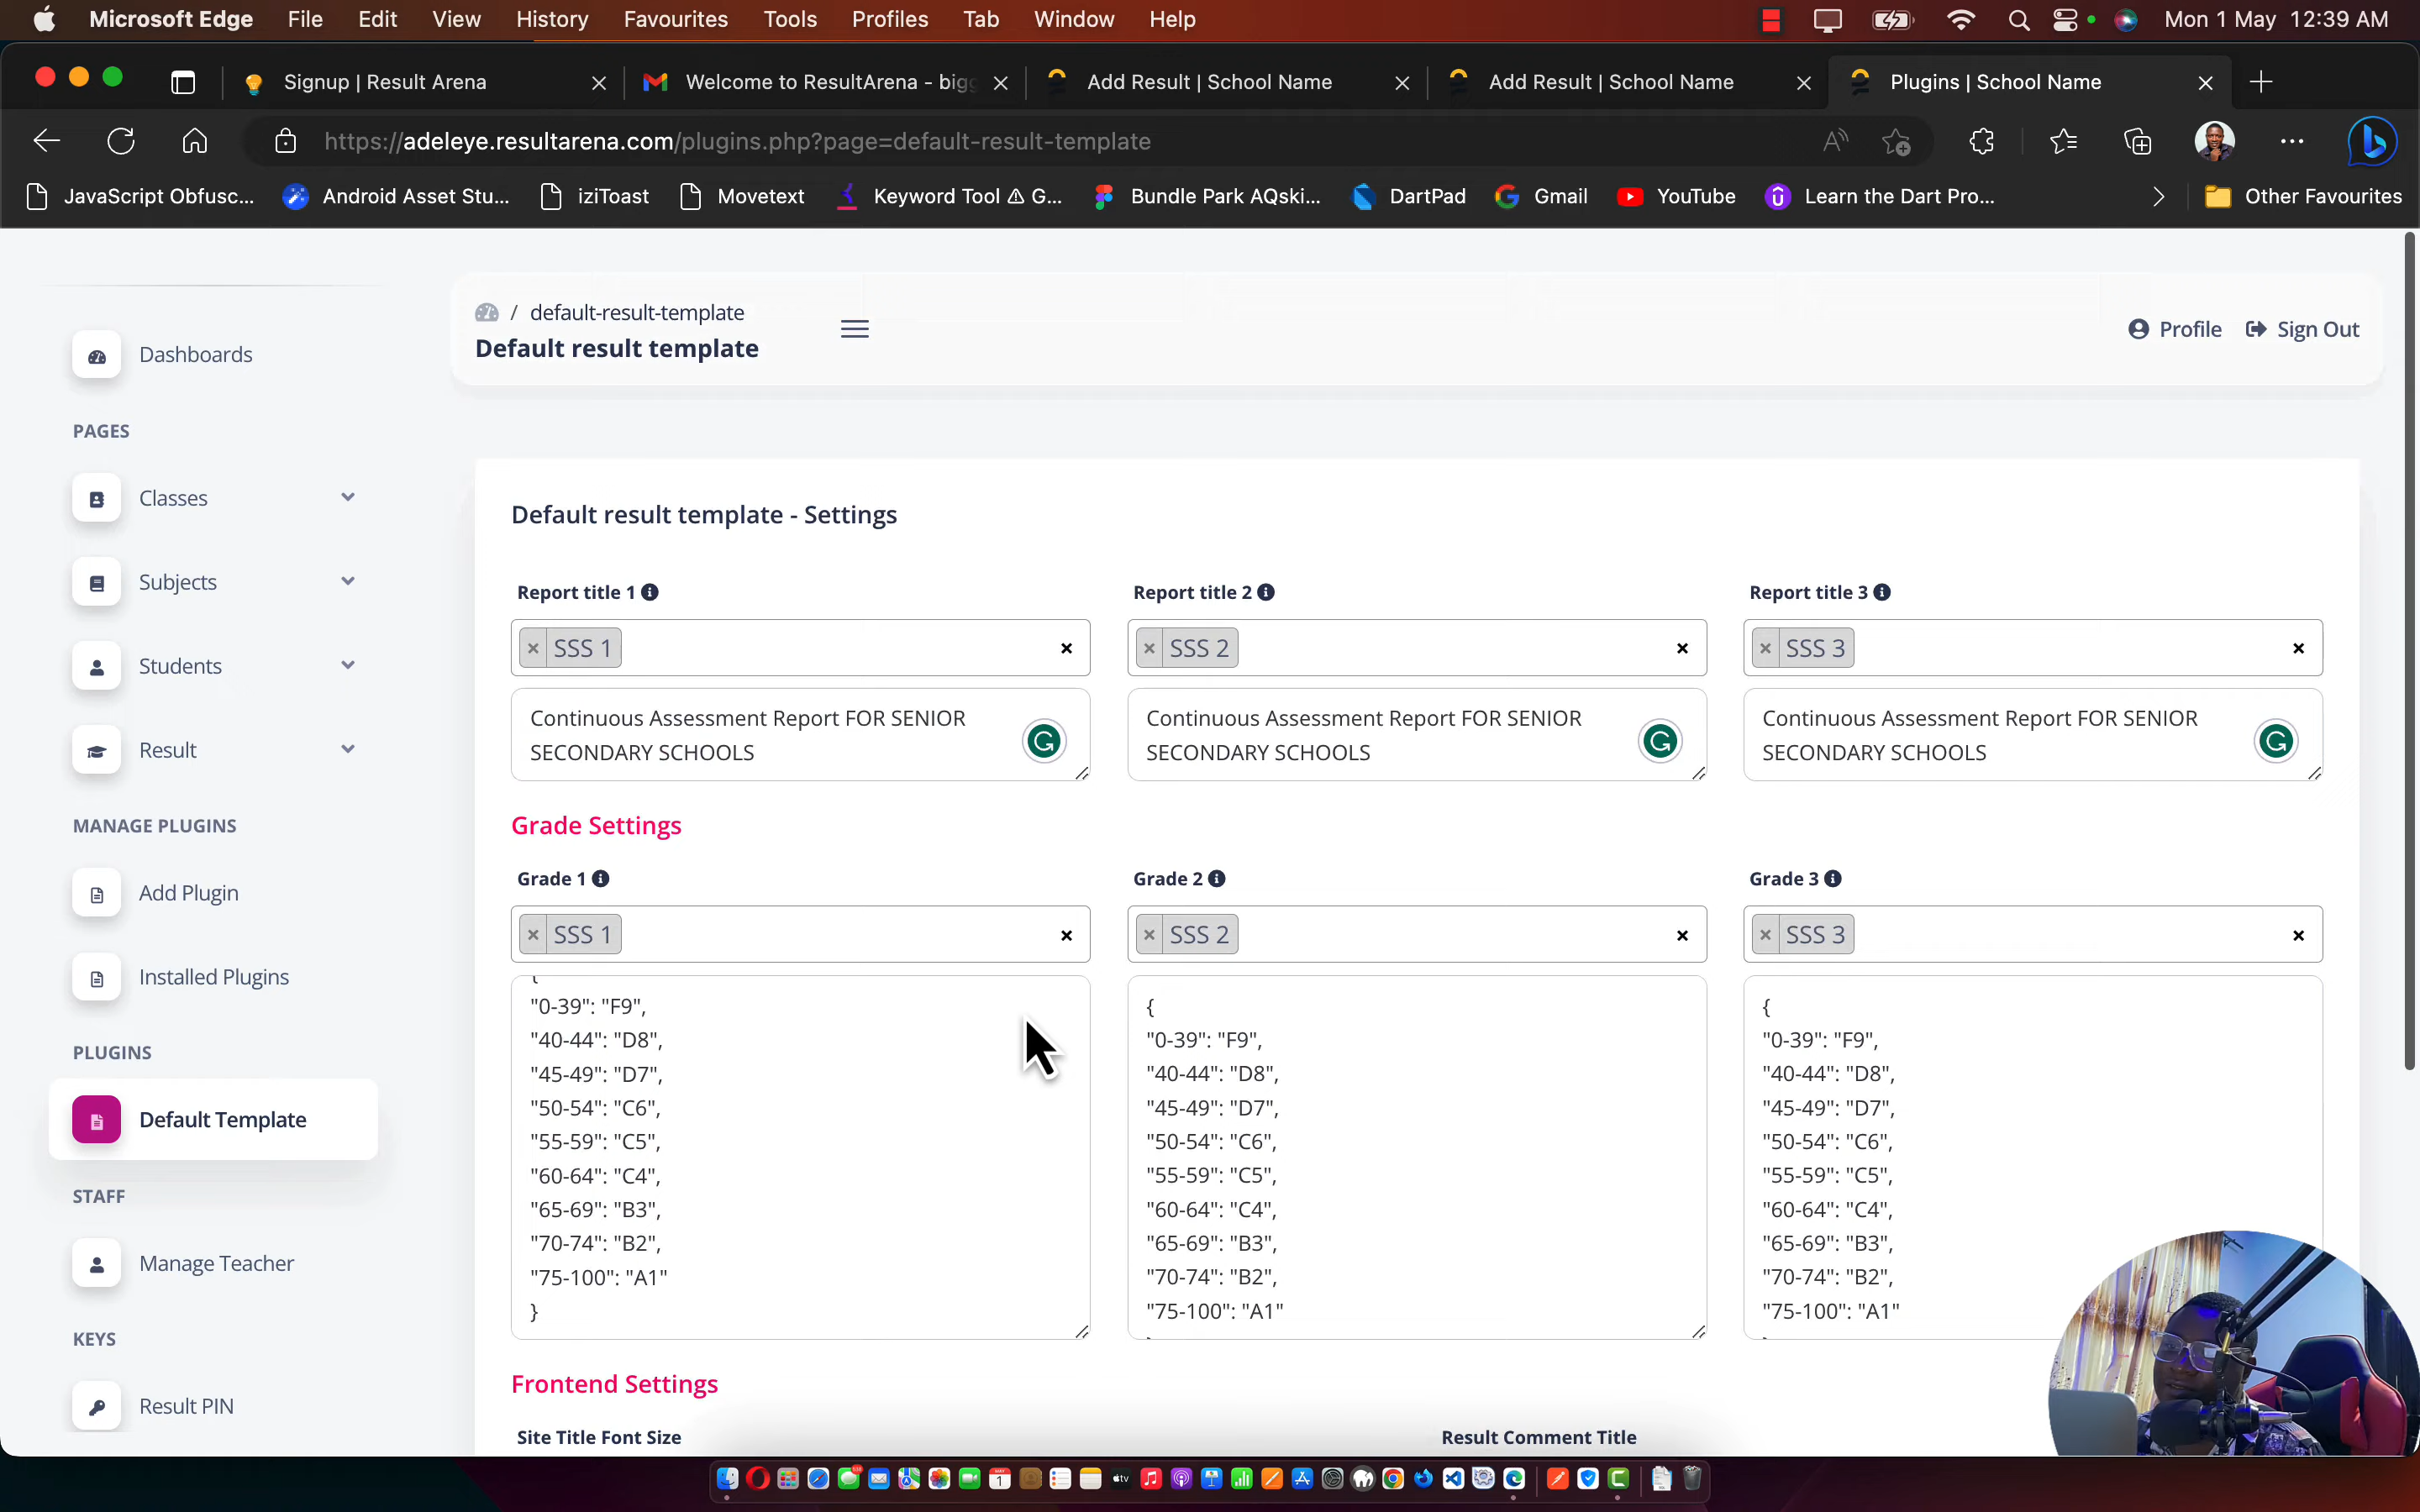 Microsoft Edge File Edit View History Favourites Tools Profiles Tab Window Help Mon 1 May 12:39 AM
Signup | Result Arena Welcome to ResultArena - big Add Result | School Name Add Result | School Name Plugins | School Name
https://adeleye.resultarena.com/plugins.php?page=default-result-template
JavaScript Obfusc... Android Asset Stu... iziToast Movetext Keyword Tool ⚠ G... Bundle Park AQski... DartPad Gmail YouTube Learn the Dart Pro... Other Favourites
/ default-result-template
Default result template
Profile Sign Out
Dashboards
PAGES
Classes
Subjects
Students
Result
MANAGE PLUGINS
Add Plugin
Installed Plugins
PLUGINS
Default Template
STAFF
Manage Teacher
KEYS
Result PIN
Default result template - Settings
Report title 1 Report title 2 Report title 3
× SSS 1 × × SSS 2 × × SSS 3 ×
Continuous Assessment Report FOR SENIOR
SECONDARY SCHOOLS
Continuous Assessment Report FOR SENIOR
SECONDARY SCHOOLS
Continuous Assessment Report FOR SENIOR
SECONDARY SCHOOLS
Grade Settings
Grade 1 Grade 2 Grade 3
× SSS 1 × × SSS 2 × × SSS 3 ×
{
"0-39": "F9",
"40-44": "D8",
"45-49": "D7",
"50-54": "C6",
"55-59": "C5",
"60-64": "C4",
"65-69": "B3",
"70-74": "B2",
"75-100": "A1"
}
{
"0-39": "F9",
"40-44": "D8",
"45-49": "D7",
"50-54": "C6",
"55-59": "C5",
"60-64": "C4",
"65-69": "B3",
"70-74": "B2",
"75-100": "A1"
{
"0-39": "F9",
"40-44": "D8",
"45-49": "D7",
"50-54": "C6",
"55-59": "C5",
"60-64": "C4",
"65-69": "B3",
"70-74": "B2",
"75-100": "A1"
Frontend Settings
Site Title Font Size Result Comment Title